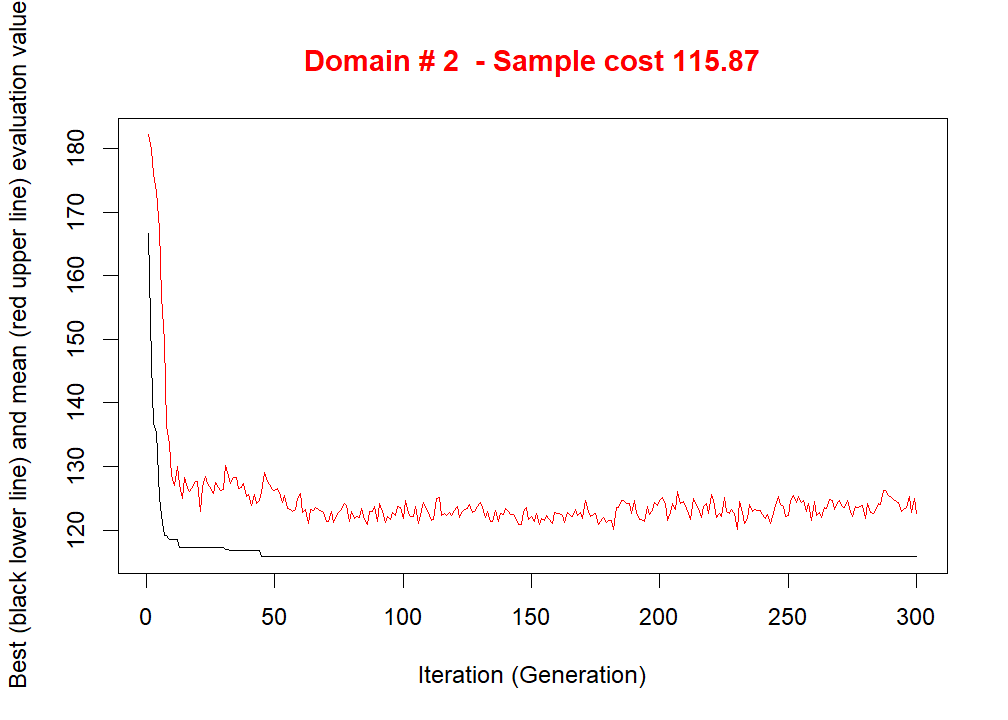 Domain # 2  - Sample cost 115.87
Best (black lower line) and mean (red upper line) evaluation value
180
170
160
150
140
130
120
0 50 100 150 200 250 300
Iteration (Generation)